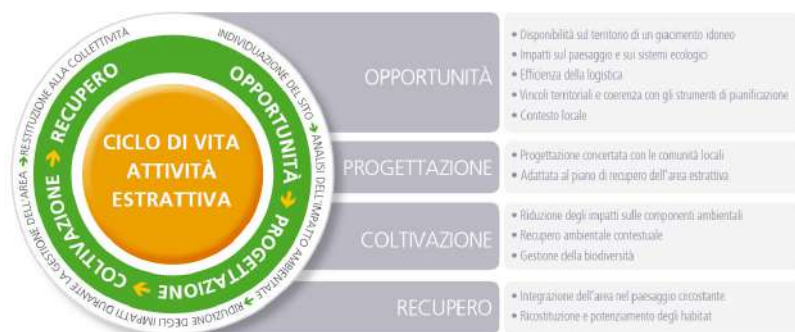 INDIVIDUAZIONE DEL SITO ➔ ANALISI DELL'IMPATTO AMBIENTALE ➔ RIDUZIONE DEGLI IMPATTI DURANTE LA GESTIONE DELL'AREA ➔ RESTITUZIONE ALLA COLLETTIVITÀ
OPPORTUNITÀ ➔ PROGETTAZIONE ➔ COLTIVAZIONE ➔ RECUPERO
CICLO DI VITA
ATTIVITÀ
ESTRATTIVA
OPPORTUNITÀ
• Disponibilità sul territorio di un giacimento idoneo
• Impatti sul paesaggio e sui sistemi ecologici
• Efficienza della logistica
• Vincoli territoriali e coerenza con gli strumenti di pianificazione
• Contesto locale
PROGETTAZIONE
• Progettazione concertata con le comunità locali
• Adattata al piano di recupero dell'area estrattiva
COLTIVAZIONE
• Riduzione degli impatti sulle componenti ambientali
• Recupero ambientale contestuale
• Gestione della biodiversità
RECUPERO
• Integrazione dell'area nel paesaggio circostante
• Ricostituzione e potenziamento degli habitat